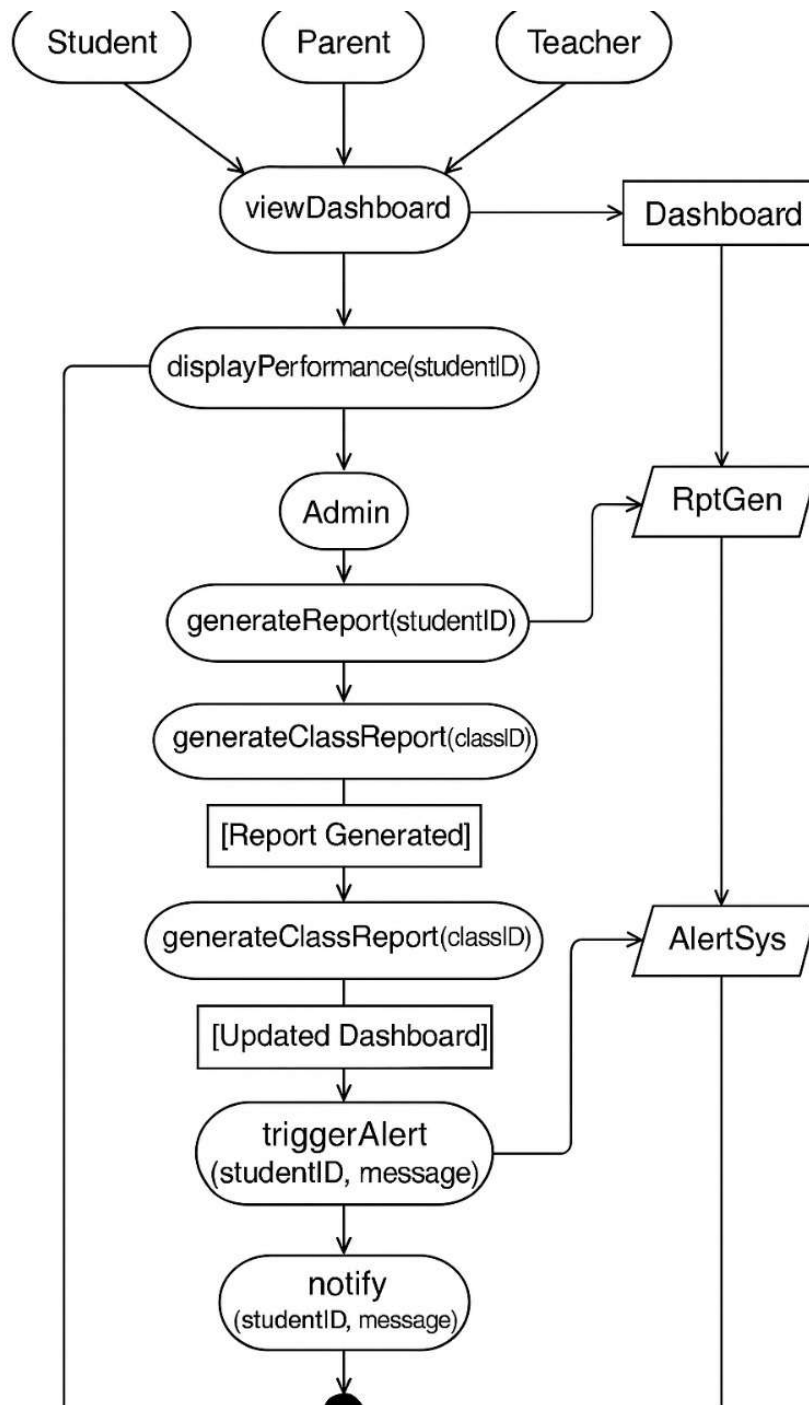 Student
Parent
Teacher
viewDashboard
Dashboard
displayPerformance(studentID)
Admin
RptGen
generateReport(studentID)
generateClassReport(classID)
[Report Generated]
generateClassReport(classID)
AlertSys
[Updated Dashboard]
triggerAlert
(studentID, message)
notify
(studentID, message)